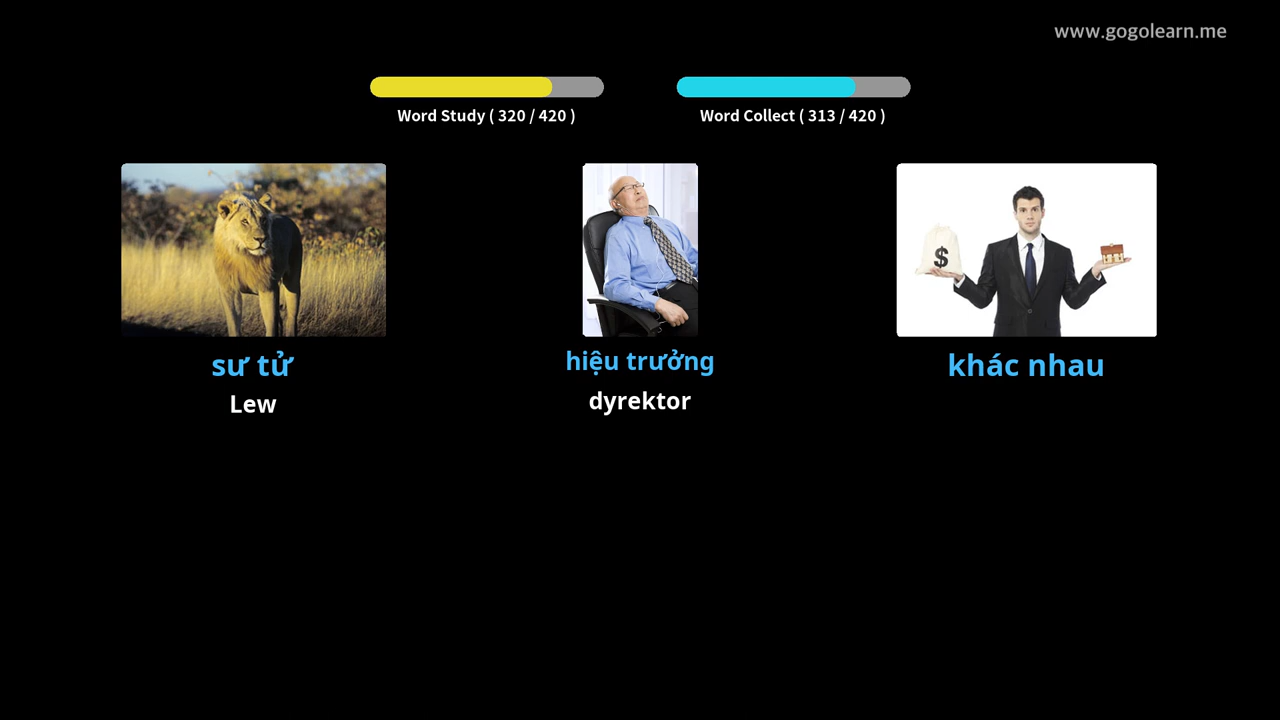 www.gogolearn.me
Word Study ( 320 / 420 )
Word Collect ( 313 / 420 )
$
sư tử
hiệu trưởng
khác nhau
Lew
dyrektor